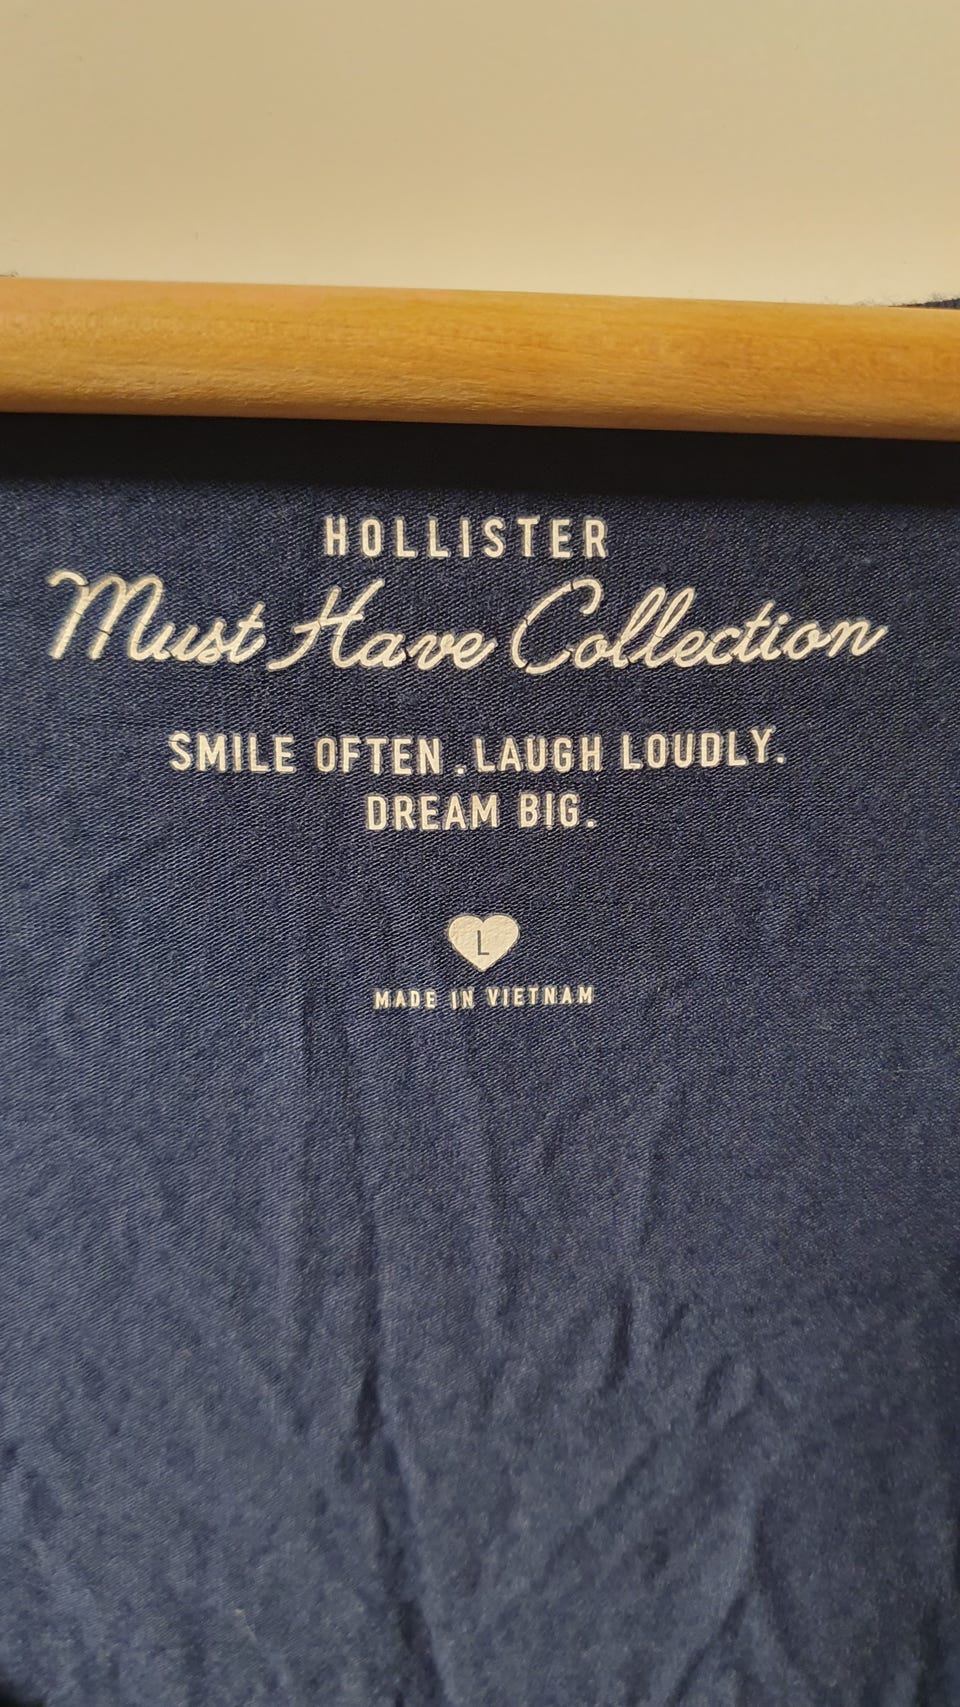 HOLLISTER
Must Have Collection
SMILE OFTEN .LAUGH LOUDLY.
DREAM BIG.
L
MADE IN VIETNAM